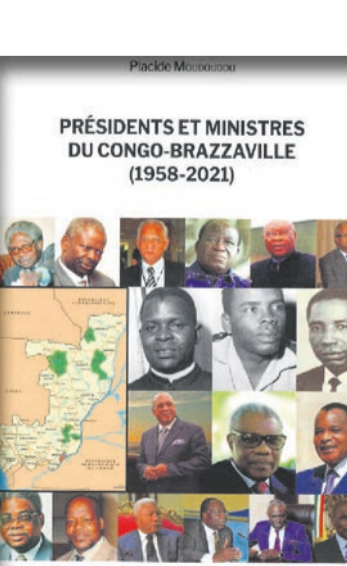 Placide MOUDOUDOU
PRÉSIDENTS ET MINISTRES
DU CONGO-BRAZZAVILLE
(1958-2021)